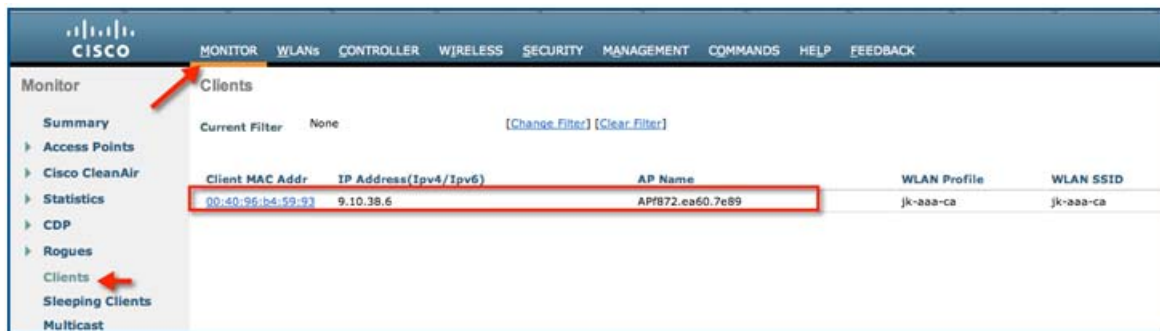 CISCO
MONITOR WLANs CONTROLLER WIRELESS SECURITY MANAGEMENT COMMANDS HELP FEEDBACK
Monitor
Summary
Access Points
Cisco CleanAir
Statistics
CDP
Rogues
Clients
Sleeping Clients
Multicast
Clients
Current Filter None [Change Filter] [Clear Filter]
Client MAC Addr IP Address(Ipv4/Ipv6) AP Name WLAN Profile WLAN SSID
00:40:96:b4:59:93 9.10.38.6 APf872.ea60.7e89 jk-aaa-ca jk-aaa-ca